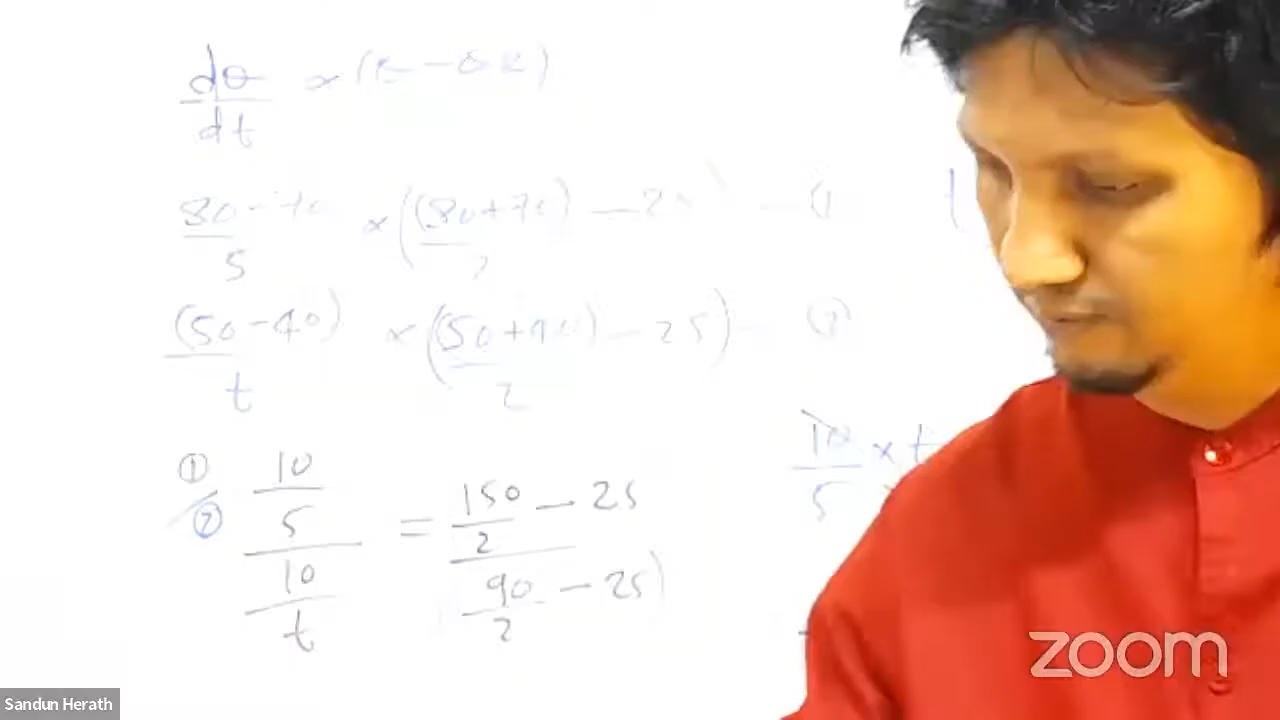 dθ/dt ∝ (θ - θR)
80-70/5 ∝ ((80+70)/2 - 25) - ①
(50-40)/t ∝ ((50+40)/2 - 25) - ②
①/② (10/5)/(10/t) = (150/2 - 25)/(90/2 - 25)
10/5 × t
zoom
Sandun Herath